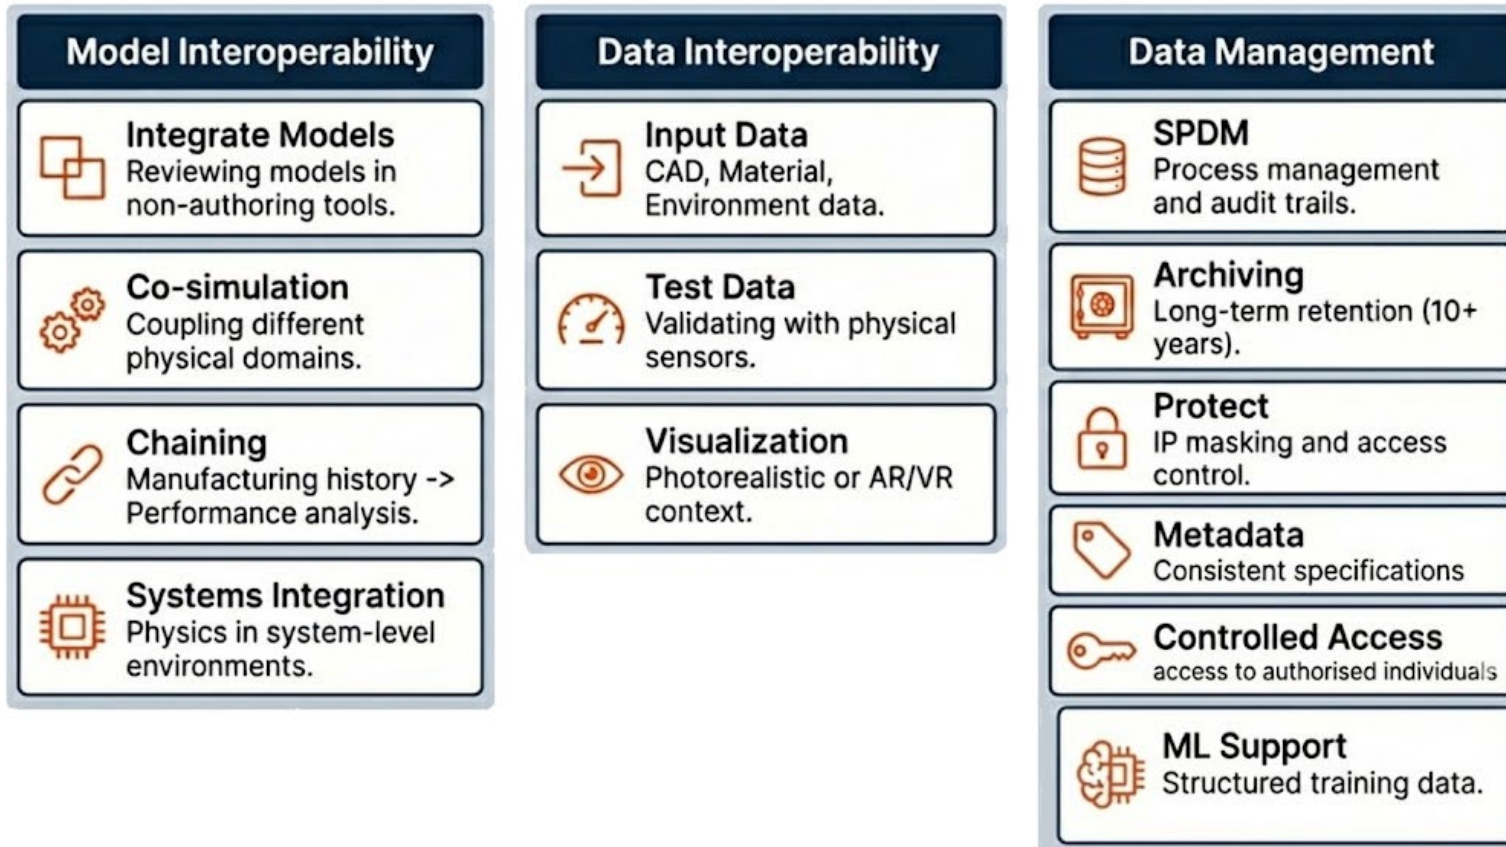 Model Interoperability
Integrate Models
Reviewing models in
non-authoring tools.
Co-simulation
Coupling different
physical domains.
Chaining
Manufacturing history ->
Performance analysis.
Systems Integration
Physics in system-level
environments.
Data Interoperability
Input Data
CAD, Material,
Environment data.
Test Data
Validating with physical
sensors.
Visualization
Photorealistic or AR/VR
context.
Data Management
SPDM
Process management
and audit trails.
Archiving
Long-term retention (10+
years).
Protect
IP masking and access
control.
Metadata
Consistent specifications
Controlled Access
access to authorised individuals
ML Support
Structured training data.